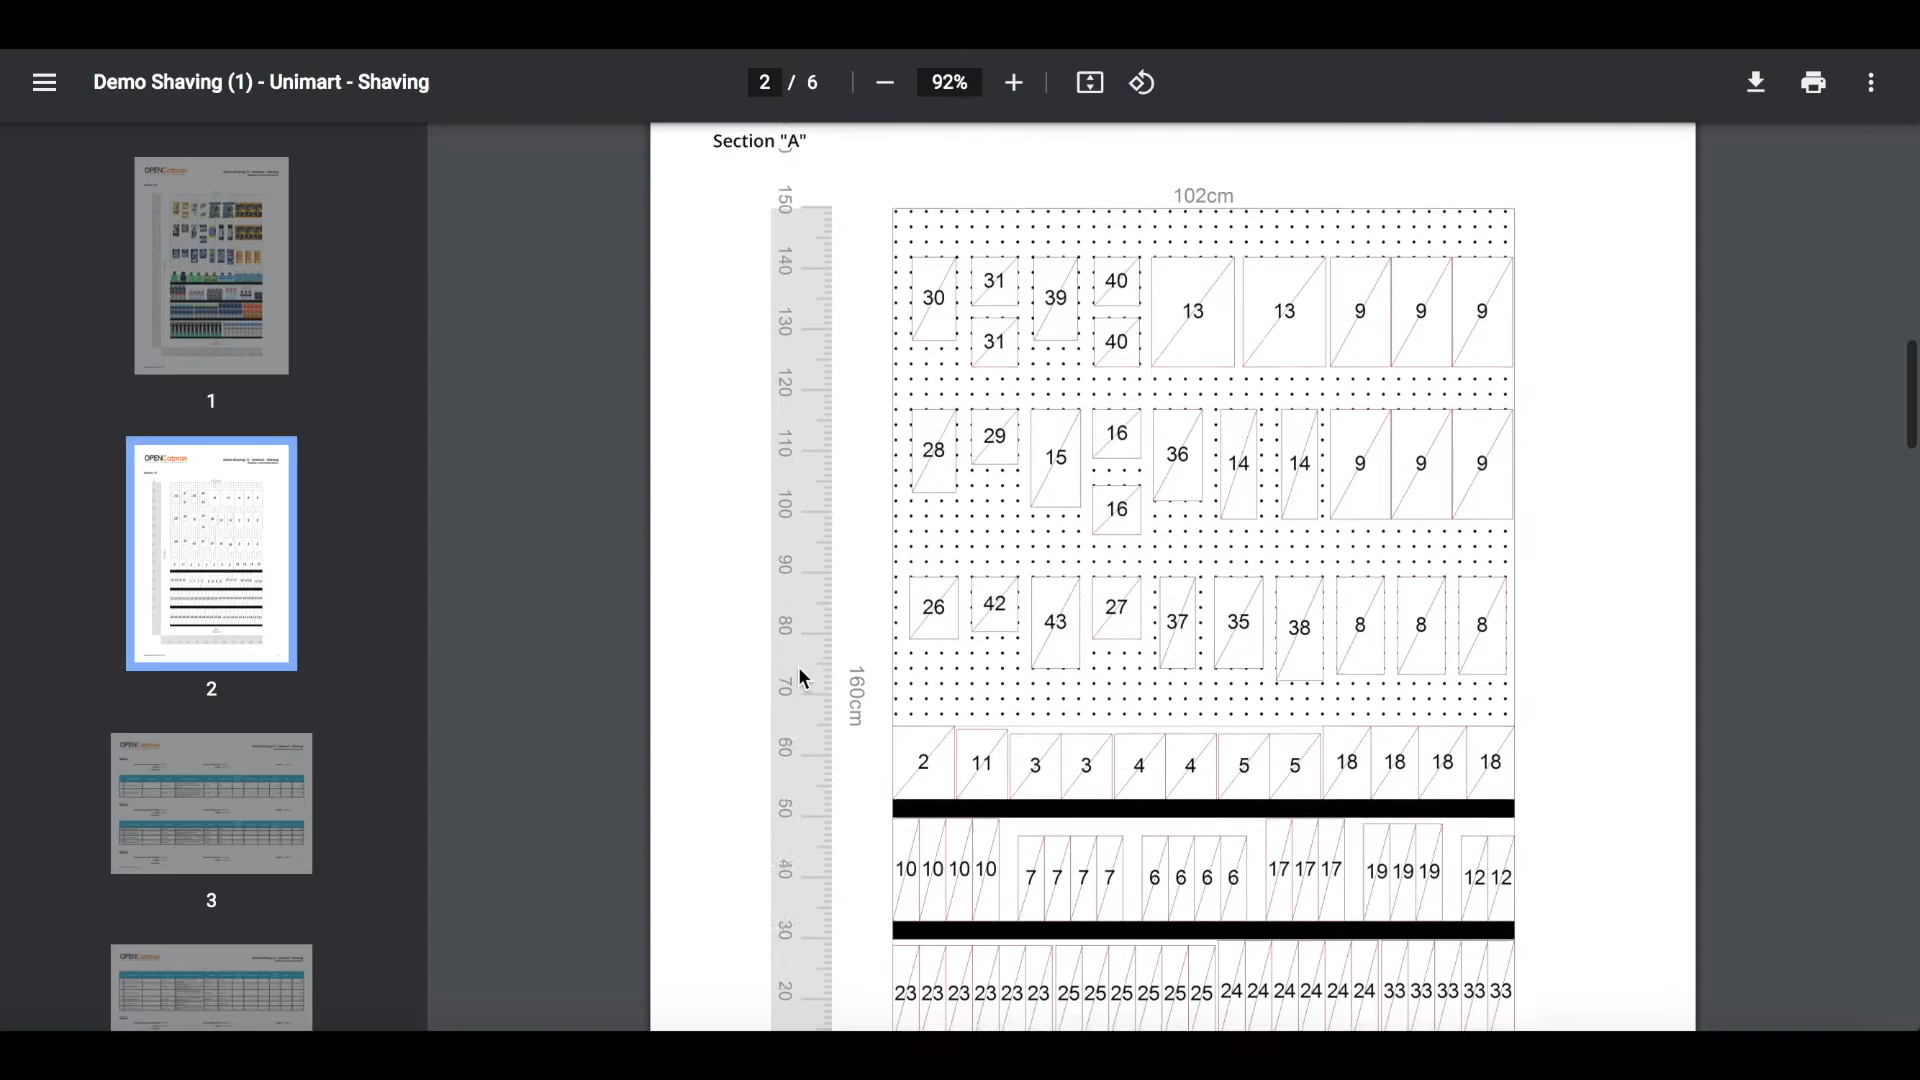 Demo Shaving (1) - Unimart - Shaving
2 / 6
92%
OPENCatman
1
OPENCatman
2
3
Section "A"
102cm
150
140
130
120
110
100
90
80
70
60
50
40
30
20
160cm
30 31 39 40 13 13 9 9 9
31 40
28 29 15 16 36 14 14 9 9 9
16
26 42 43 27 37 35 38 8 8 8
2 11 3 3 4 4 5 5 18 18 18 18
10 10 10 10 7 7 7 7 6 6 6 6 17 17 17 19 19 19 12 12
23 23 23 23 23 23 25 25 25 25 25 25 24 24 24 24 24 24 33 33 33 33 33